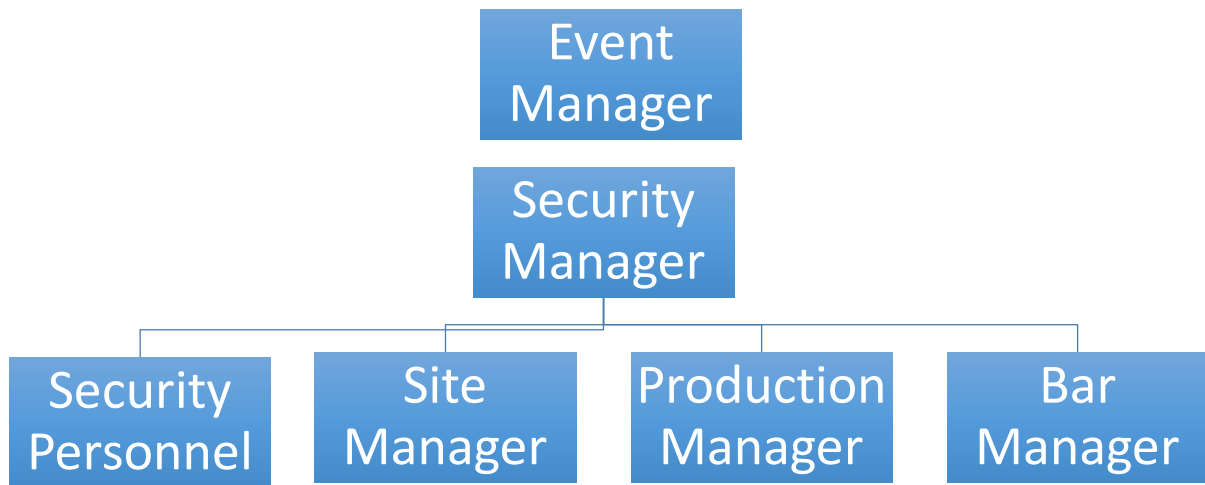 Event
Manager
Security
Manager
Security
Personnel
Site
Manager
Production
Manager
Bar
Manager